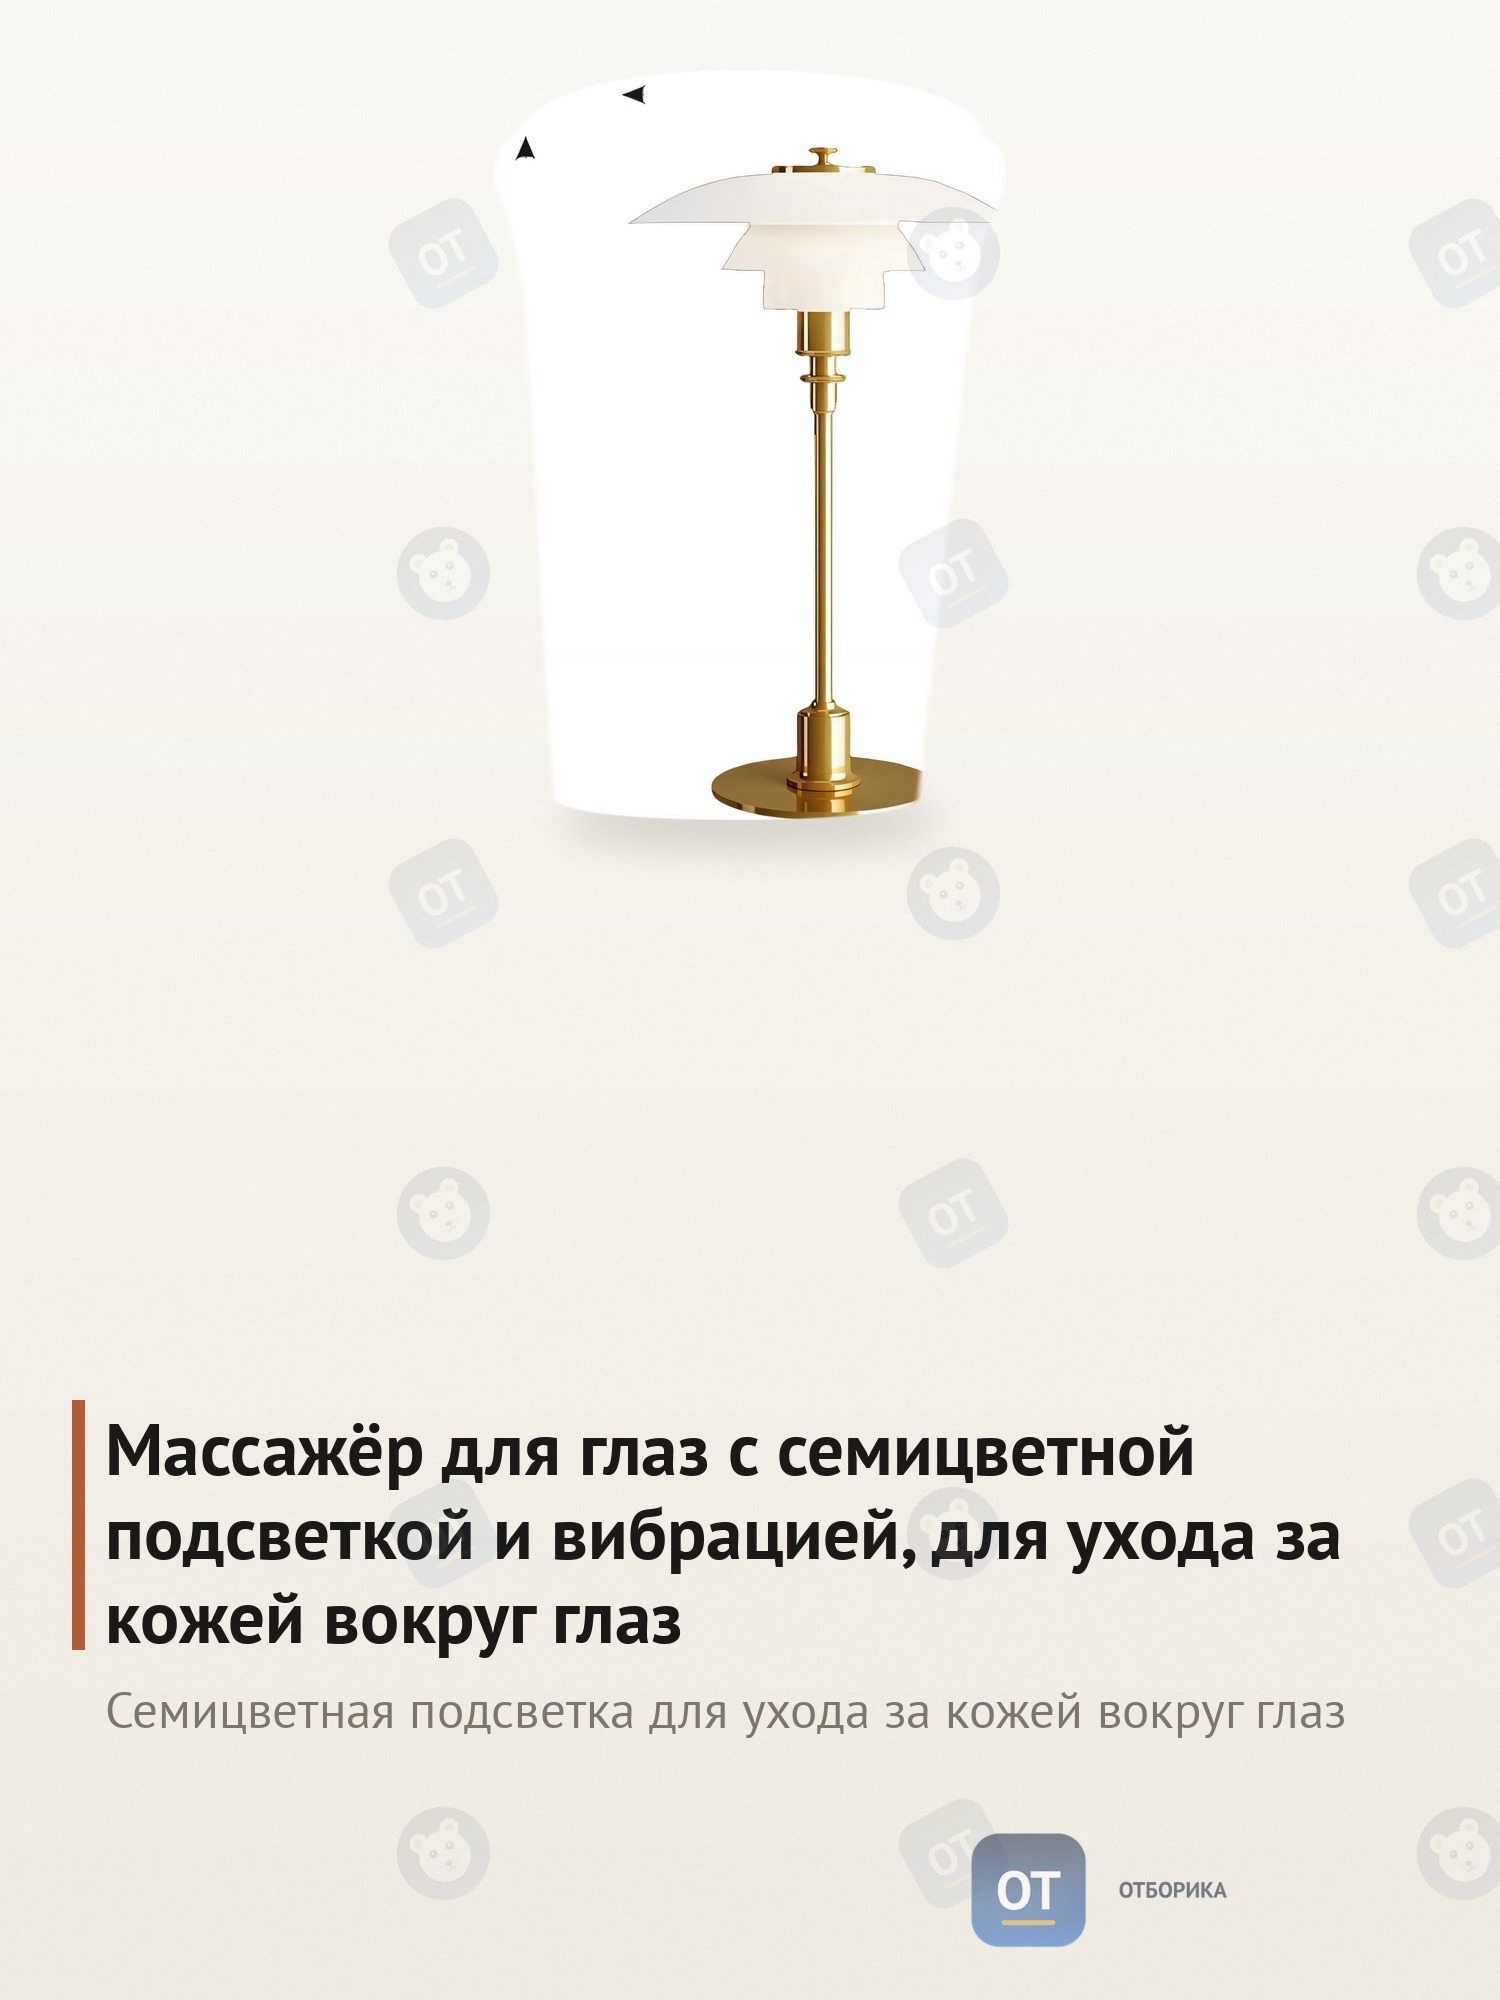 Массажёр для глаз с семицветной
подсветкой и вибрацией, для ухода за
кожей вокруг глаз
Семицветная подсветка для ухода за кожей вокруг глаз
ОТ
ОТБОРИКА